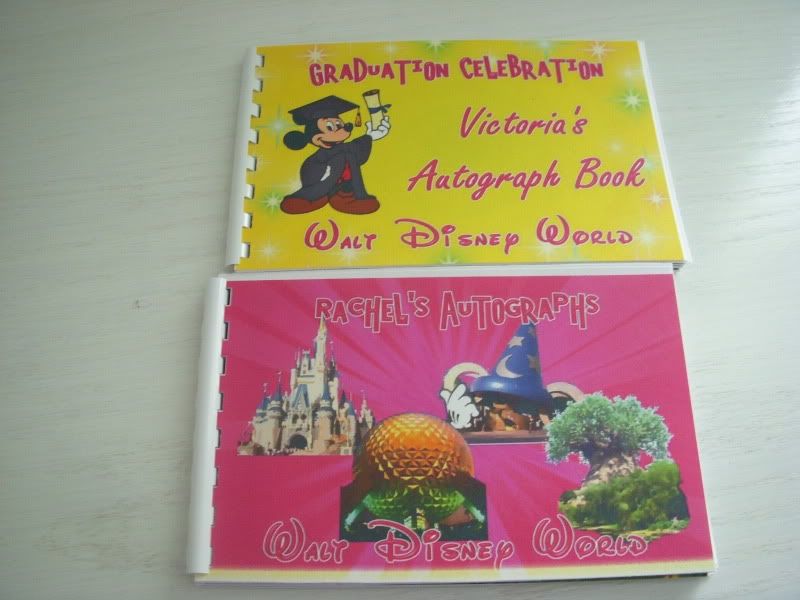 GRADUATION CELEBRATION
Victoria's
Autograph Book
WALT DISNEY WORLD
RACHEL'S AUTOGRAPHS
WALT DISNEY WORLD